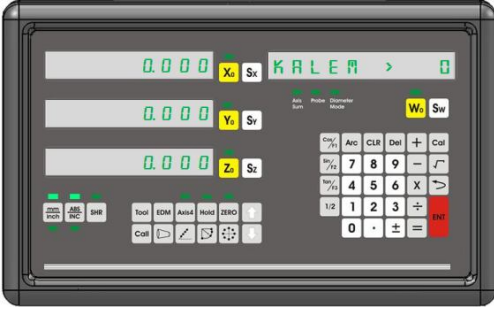 0.000 X₀ Sx
KALEM > 0
Axis Sum Probe Diameter Mode
W₀ Sw
0.000 Y₀ Sy
0.000 Z₀ Sz
Cos/F1 Arc CLR Del + Cal
Sin/F2 7 8 9 − √
Tan/F3 4 5 6 X
1/2 1 2 3 ÷ ENT
0 · ± =
mm inch ABS INC SHR
Tool EDM Axis4 Hold ZERO
Call